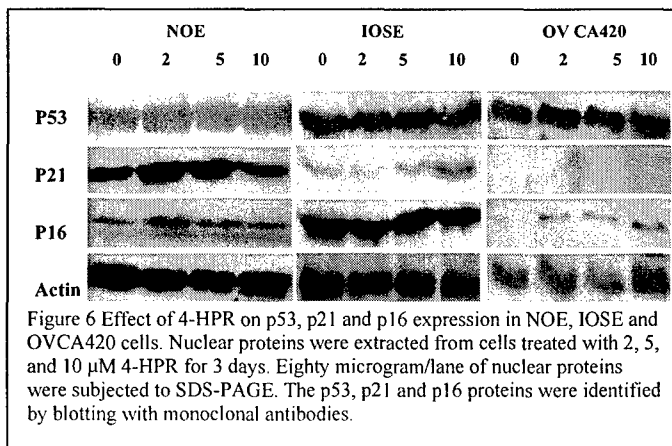 NOE IOSE OV CA420
0 2 5 10 0 2 5 10 0 2 5 10
P53
P21
P16
Actin
Figure 6 Effect of 4-HPR on p53, p21 and p16 expression in NOE, IOSE and
OVCA420 cells. Nuclear proteins were extracted from cells treated with 2, 5,
and 10 µM 4-HPR for 3 days. Eighty microgram/lane of nuclear proteins
were subjected to SDS-PAGE. The p53, p21 and p16 proteins were identified
by blotting with monoclonal antibodies.